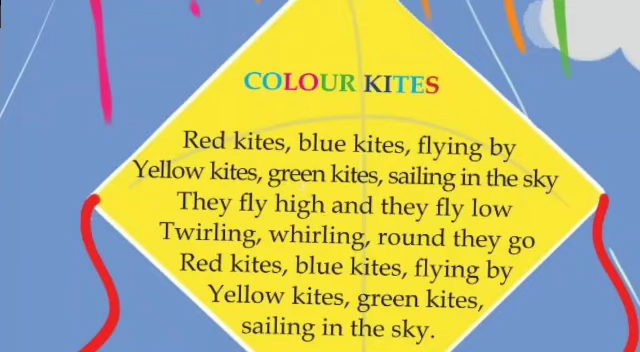 COLOUR KITES
Red kites, blue kites, flying by
Yellow kites, green kites, sailing in the sky
They fly high and they fly low
Twirling, whirling, round they go
Red kites, blue kites, flying by
Yellow kites, green kites,
sailing in the sky.